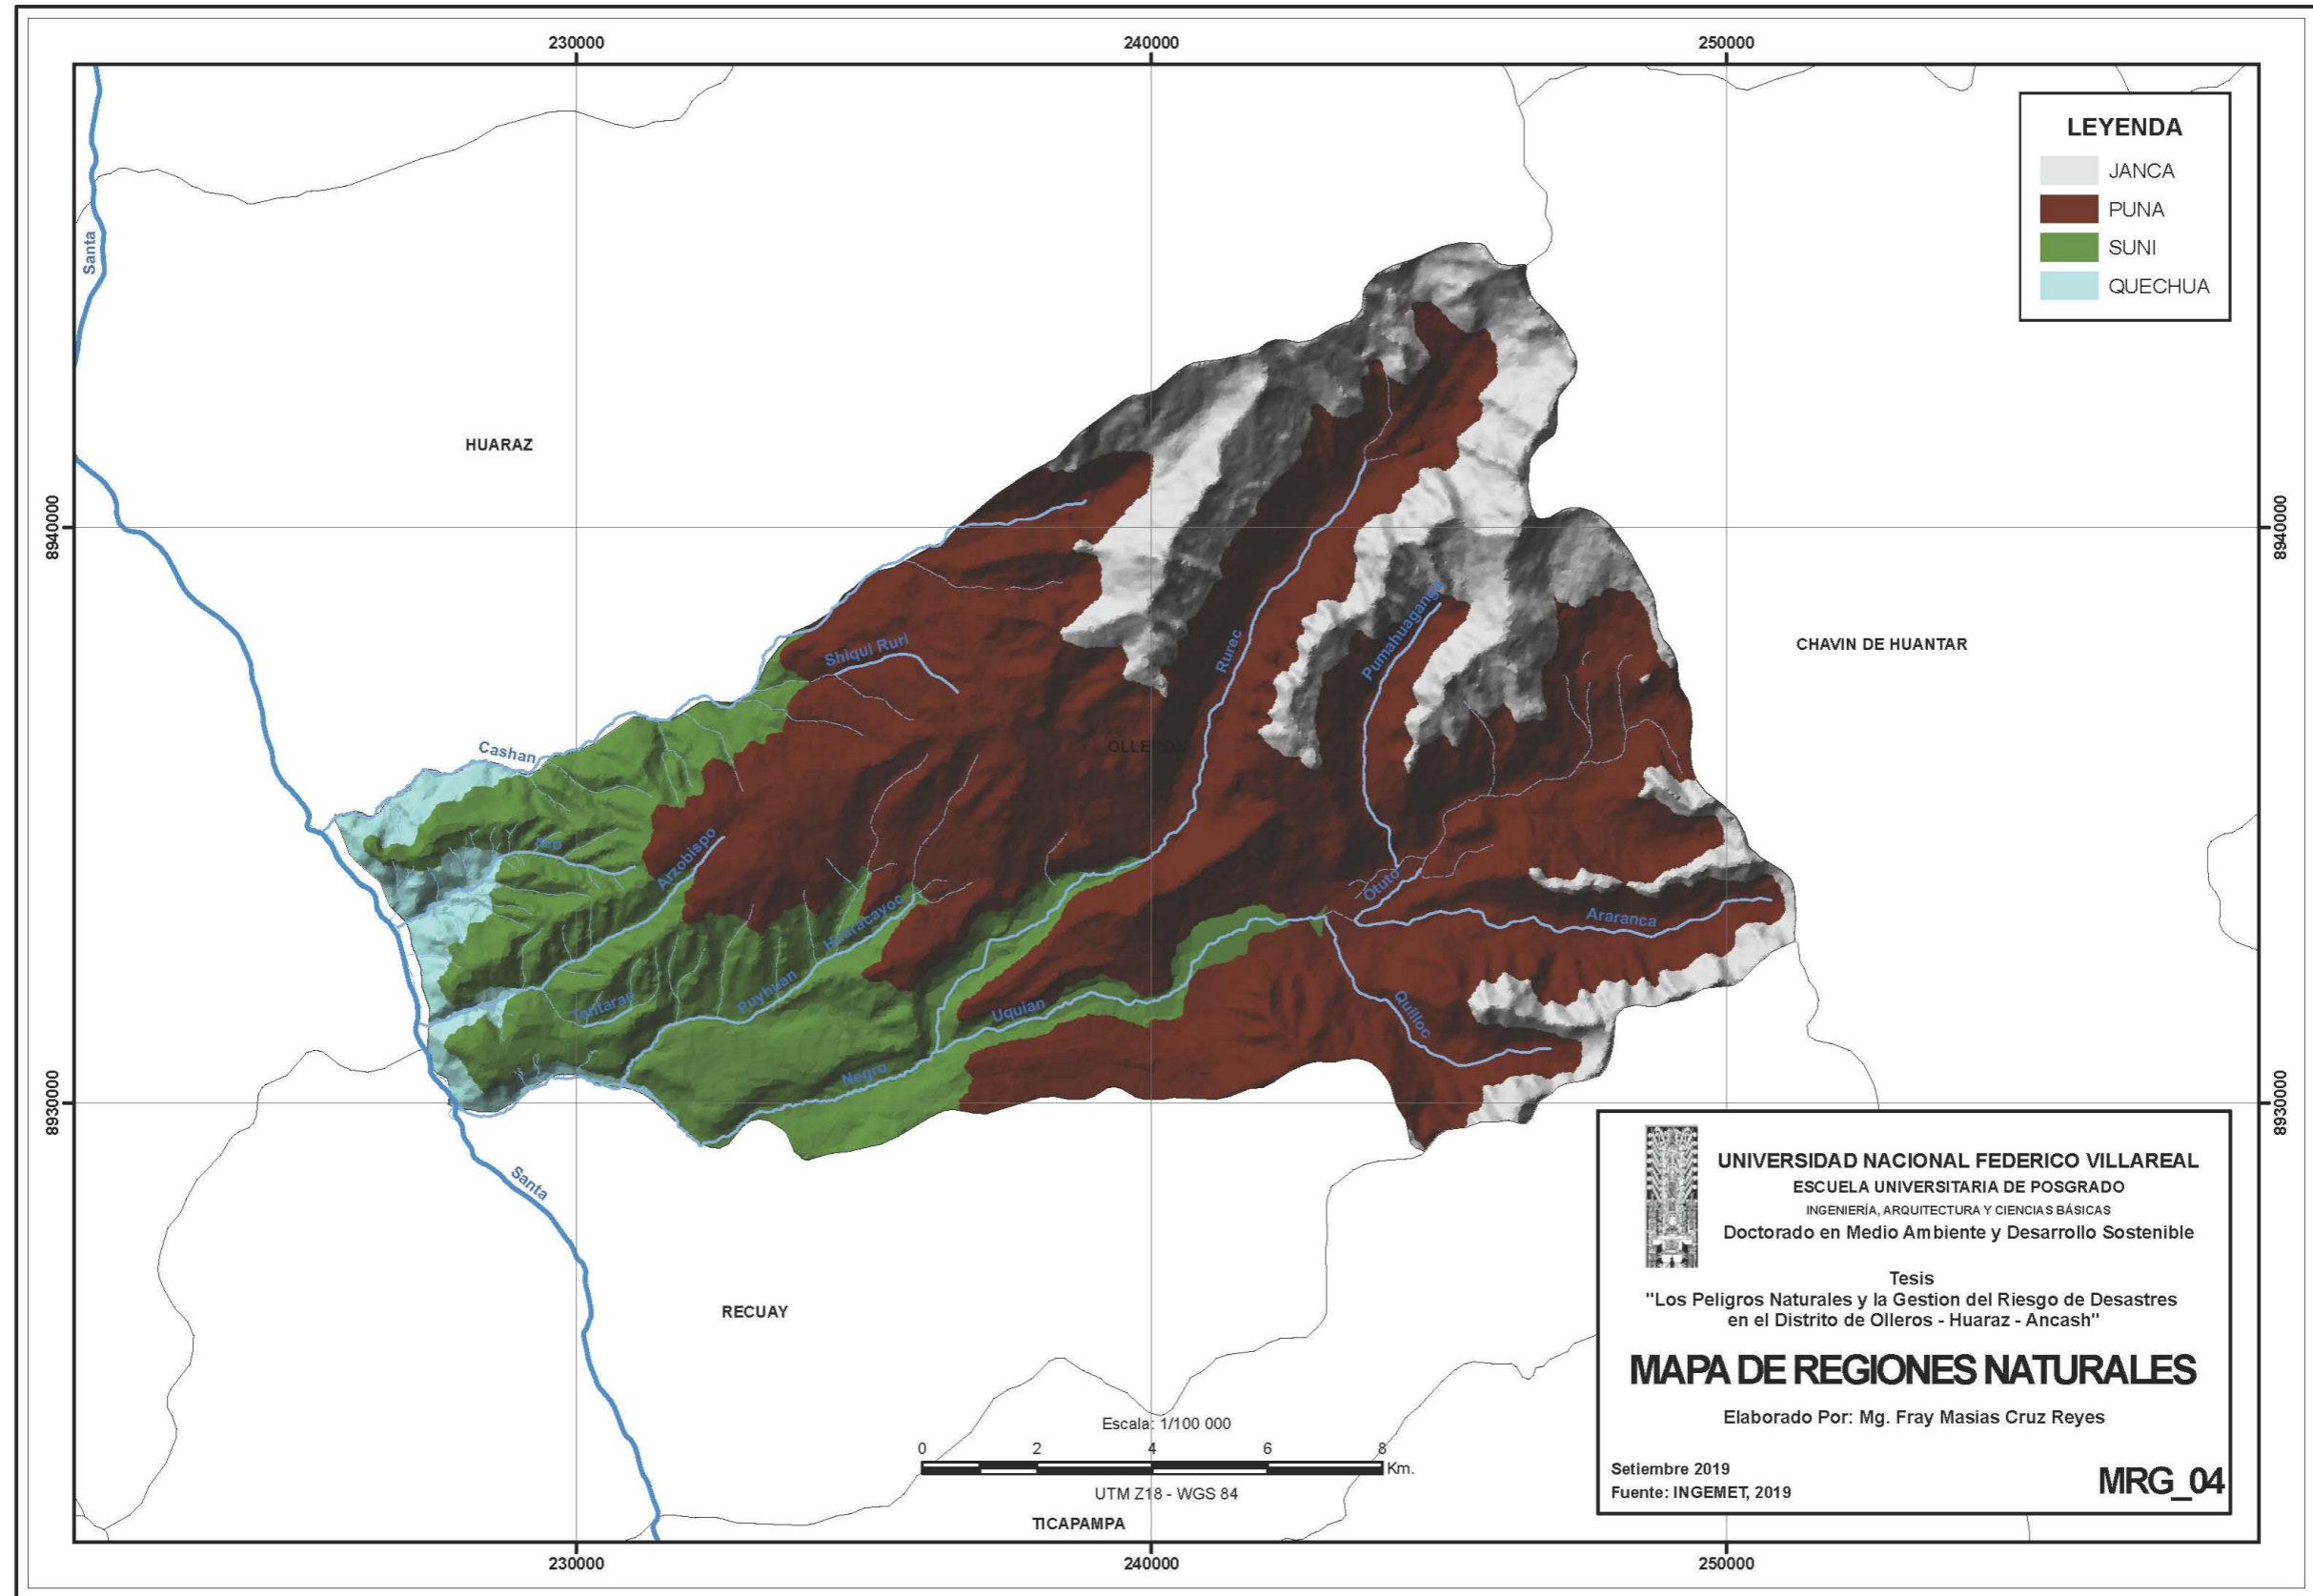 230000
240000
250000
LEYENDA
JANCA
PUNA
SUNI
QUECHUA
Santa
HUARAZ
8940000
8940000
CHAVIN DE HUANTAR
Shiqui Ruri
Rurec
Pumahuaganga
OLLEROS
Cashan
Aco
Arzobispo
Otuto
Araranca
Huaracayoc
Puyhuan
Tantaran
Uquian
Quilloc
Negro
8930000
8930000
Santa
RECUAY
UNIVERSIDAD NACIONAL FEDERICO VILLAREAL
ESCUELA UNIVERSITARIA DE POSGRADO
INGENIERÍA, ARQUITECTURA Y CIENCIAS BÁSICAS
Doctorado en Medio Ambiente y Desarrollo Sostenible
Tesis
"Los Peligros Naturales y la Gestion del Riesgo de Desastres
en el Distrito de Olleros - Huaraz - Ancash"
MAPA DE REGIONES NATURALES
Elaborado Por: Mg. Fray Masias Cruz Reyes
Setiembre 2019
Fuente: INGEMET, 2019
MRG_04
Escala: 1/100 000
0 2 4 6 8
Km.
UTM Z18 - WGS 84
TICAPAMPA
230000
240000
250000